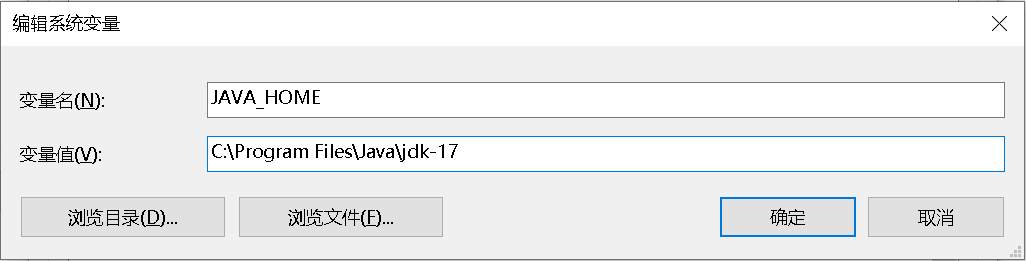 编辑系统变量
变量名(N):
JAVA_HOME
变量值(V):
C:\Program Files\Java\jdk-17
浏览目录(D)...
浏览文件(F)...
确定
取消